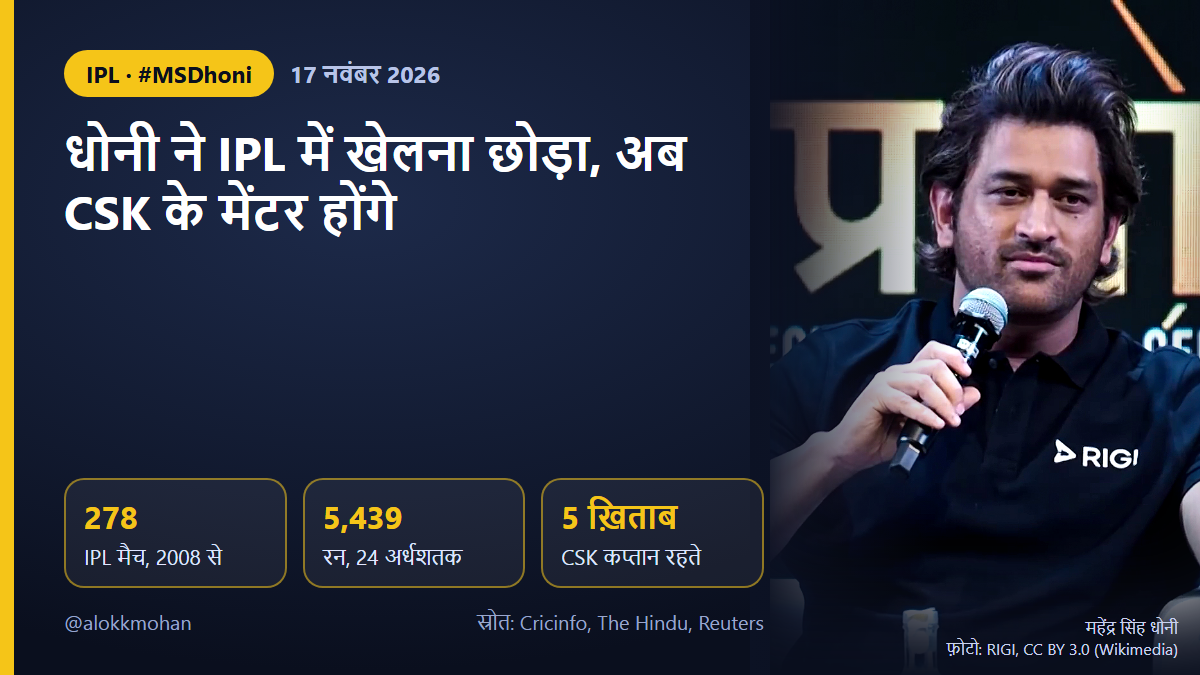 IPL · #MSDhoni
17 नवंबर 2026
धोनी ने IPL में खेलना छोड़ा, अब
CSK के मेंटर होंगे
278
IPL मैच, 2008 से
5,439
रन, 24 अर्धशतक
5 ख़िताब
CSK कप्तान रहते
@alokkmohan
स्रोत: Cricinfo, The Hindu, Reuters
RIGI
महेंद्र सिंह धोनी
फ़ोटो: RIGI, CC BY 3.0 (Wikimedia)